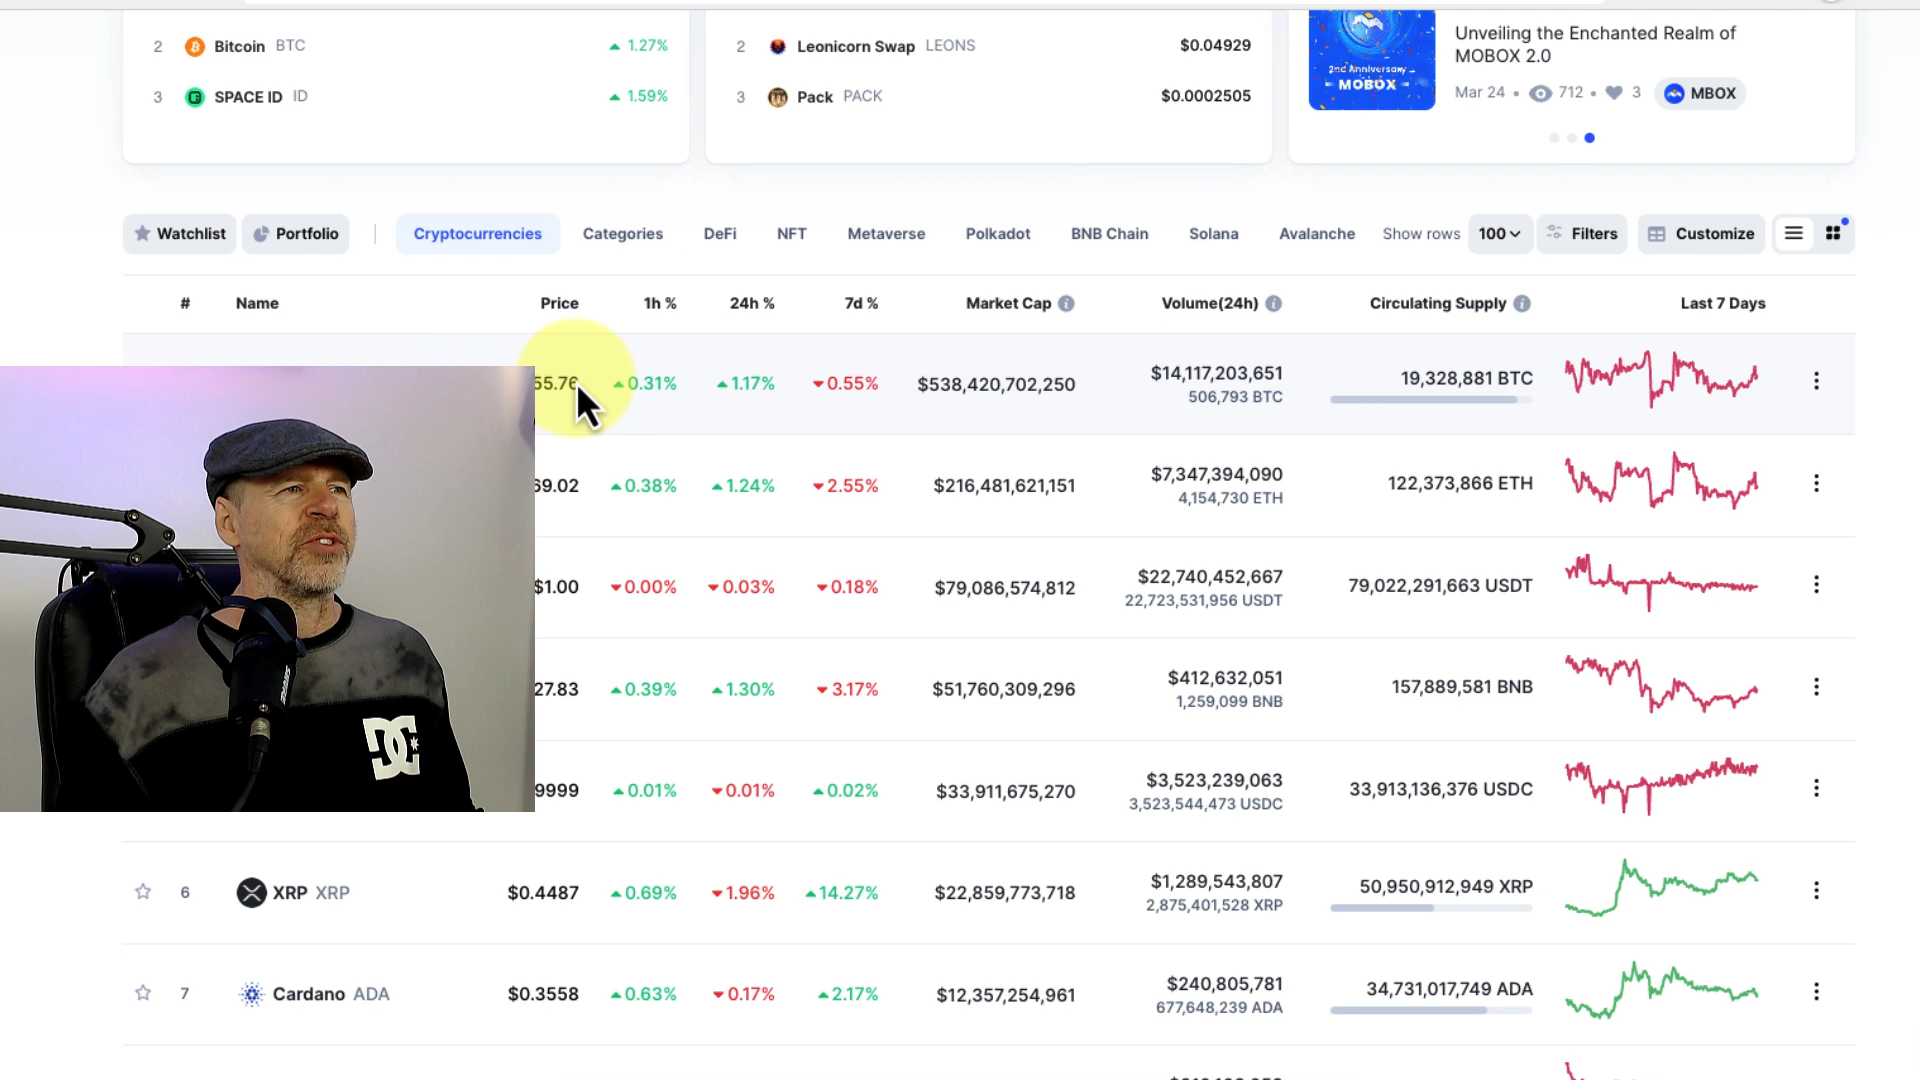 2 Bitcoin BTC 1.27%
3 SPACE ID ID 1.59%
2 Leonicorn Swap LEONS $0.04929
3 Pack PACK $0.0002505
2nd Anniversary
MOBOX
Unveiling the Enchanted Realm of
MOBOX 2.0
Mar 24 • 712 • 3 MBOX
Watchlist Portfolio Cryptocurrencies Categories DeFi NFT Metaverse Polkadot BNB Chain Solana Avalanche Show rows 100 Filters Customize
# Name Price 1h % 24h % 7d % Market Cap Volume(24h) Circulating Supply Last 7 Days
55.76 0.31% 1.17% 0.55% $538,420,702,250 $14,117,203,651 19,328,881 BTC
506,793 BTC
69.02 0.38% 1.24% 2.55% $216,481,621,151 $7,347,394,090 122,373,866 ETH
4,154,730 ETH
$1.00 0.00% 0.03% 0.18% $79,086,574,812 $22,740,452,667 79,022,291,663 USDT
22,723,531,956 USDT
27.83 0.39% 1.30% 3.17% $51,760,309,296 $412,632,051 157,889,581 BNB
1,259,099 BNB
9999 0.01% 0.01% 0.02% $33,911,675,270 $3,523,239,063 33,913,136,376 USDC
3,523,544,473 USDC
6 XRP XRP $0.4487 0.69% 1.96% 14.27% $22,859,773,718 $1,289,543,807 50,950,912,949 XRP
2,875,401,528 XRP
7 Cardano ADA $0.3558 0.63% 0.17% 2.17% $12,357,254,961 $240,805,781 34,731,017,749 ADA
677,648,239 ADA
DC
SHURE